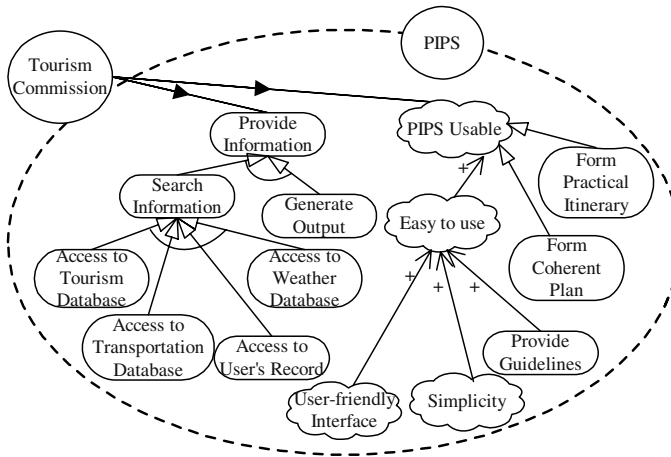 Tourism
Commission
PIPS
Provide
Information
PIPS Usable
Form
Practical
Itinerary
Search
Information
Generate
Output
Easy to use
+
Form
Coherent
Plan
Access to
Tourism
Database
Access to
Weather
Database
+
+
+
Access to
Transportation
Database
Access to
User's Record
Provide
Guidelines
User-friendly
Interface
Simplicity